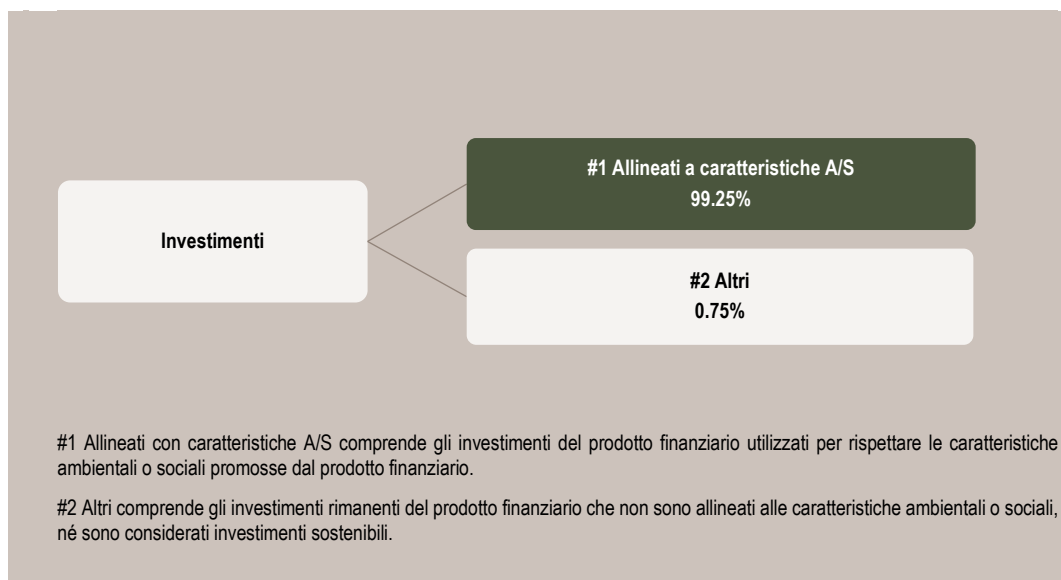 Investimenti
#1 Allineati a caratteristiche A/S
99.25%
#2 Altri
0.75%
#1 Allineati con caratteristiche A/S comprende gli investimenti del prodotto finanziario utilizzati per rispettare le caratteristiche
ambientali o sociali promosse dal prodotto finanziario.
#2 Altri comprende gli investimenti rimanenti del prodotto finanziario che non sono allineati alle caratteristiche ambientali o sociali,
né sono considerati investimenti sostenibili.